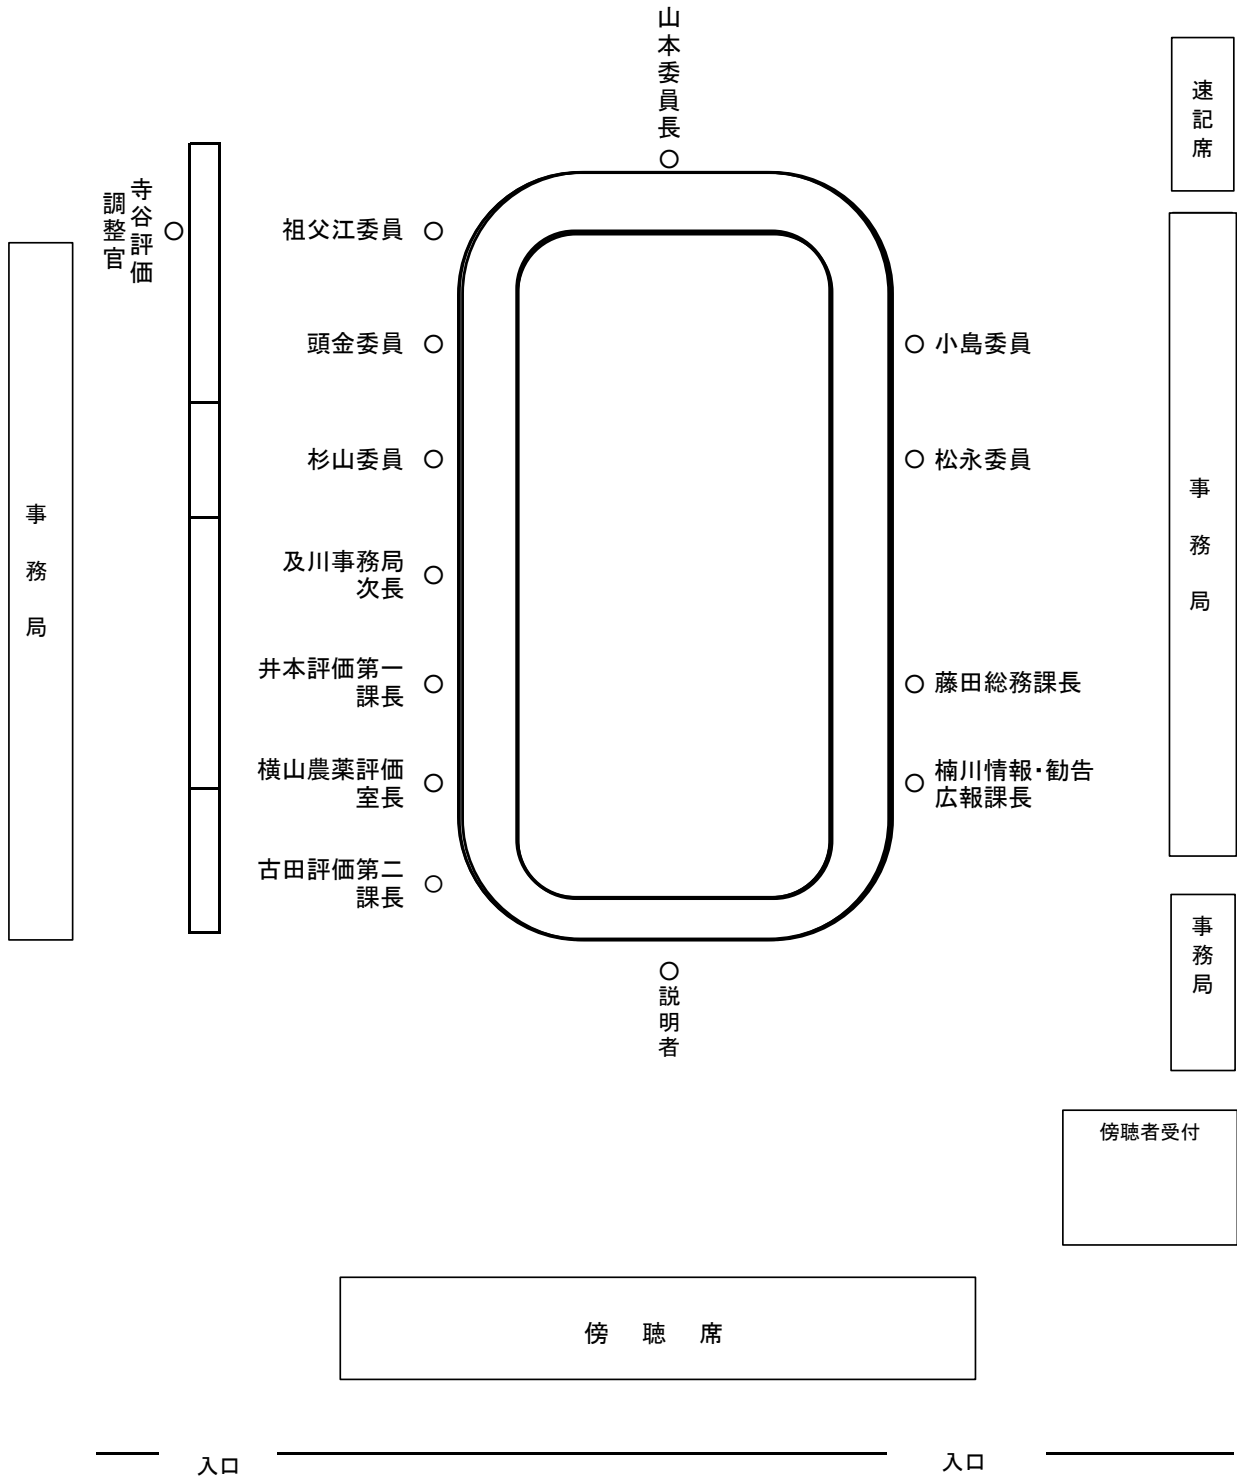 山本委員長
速記席
寺谷評価
調整官
祖父江委員
頭金委員
小島委員
杉山委員
松永委員
事務局
事務局
及川事務局
次長
井本評価第一
課長
藤田総務課長
横山農薬評価
室長
楠川情報・勧告
広報課長
古田評価第二
課長
事務局
説明者
傍聴者受付
傍聴席
入口
入口